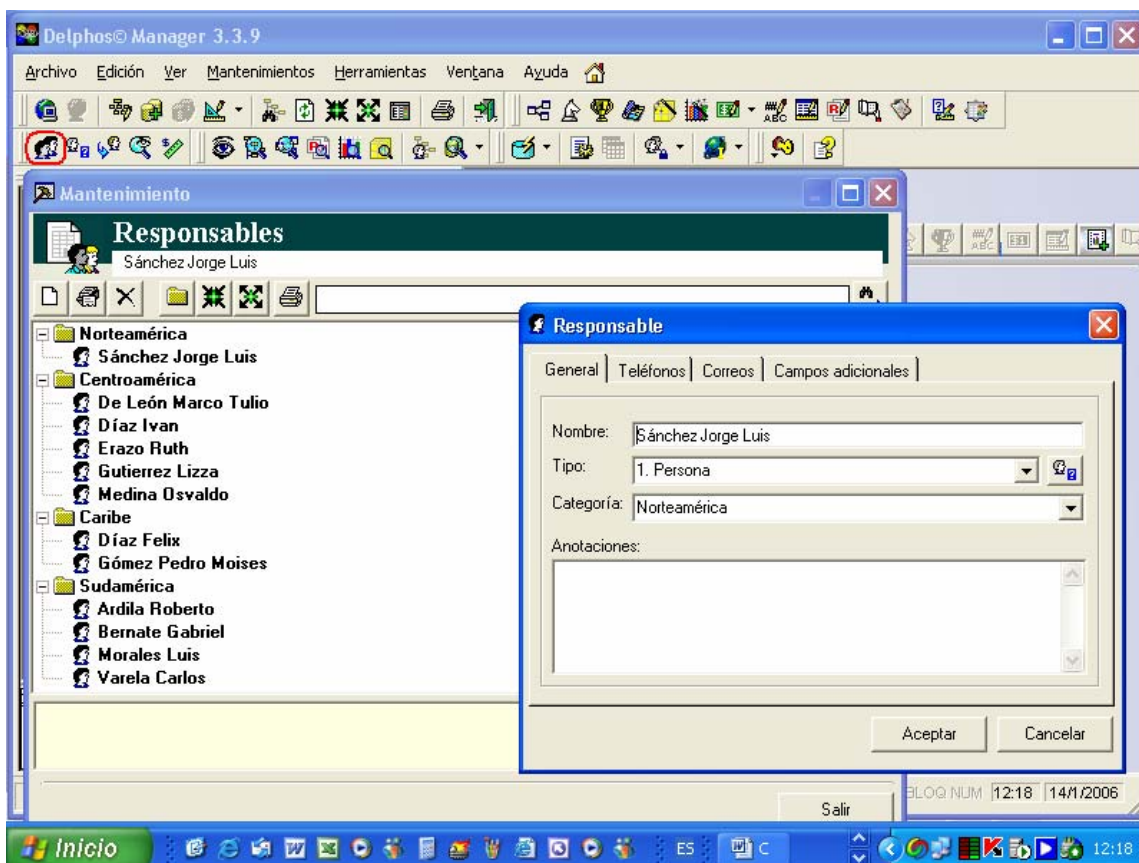 Delphos© Manager 3.3.9
Archivo Edición Ver Mantenimientos Herramientas Ventana Ayuda
Mantenimiento
Responsables
Sánchez Jorge Luis
Norteamérica
Sánchez Jorge Luis
Centroamérica
De León Marco Tulio
Díaz Ivan
Erazo Ruth
Gutierrez Lizza
Medina Osvaldo
Caribe
Díaz Felix
Gómez Pedro Moises
Sudamérica
Ardila Roberto
Bernate Gabriel
Morales Luis
Varela Carlos
Responsable
General Teléfonos Correos Campos adicionales
Nombre: Sánchez Jorge Luis
Tipo: 1. Persona
Categoría: Norteamérica
Anotaciones:
Aceptar Cancelar
Salir
BLOQ NUM 12:18 14/1/2006
Inicio ES C 12:18